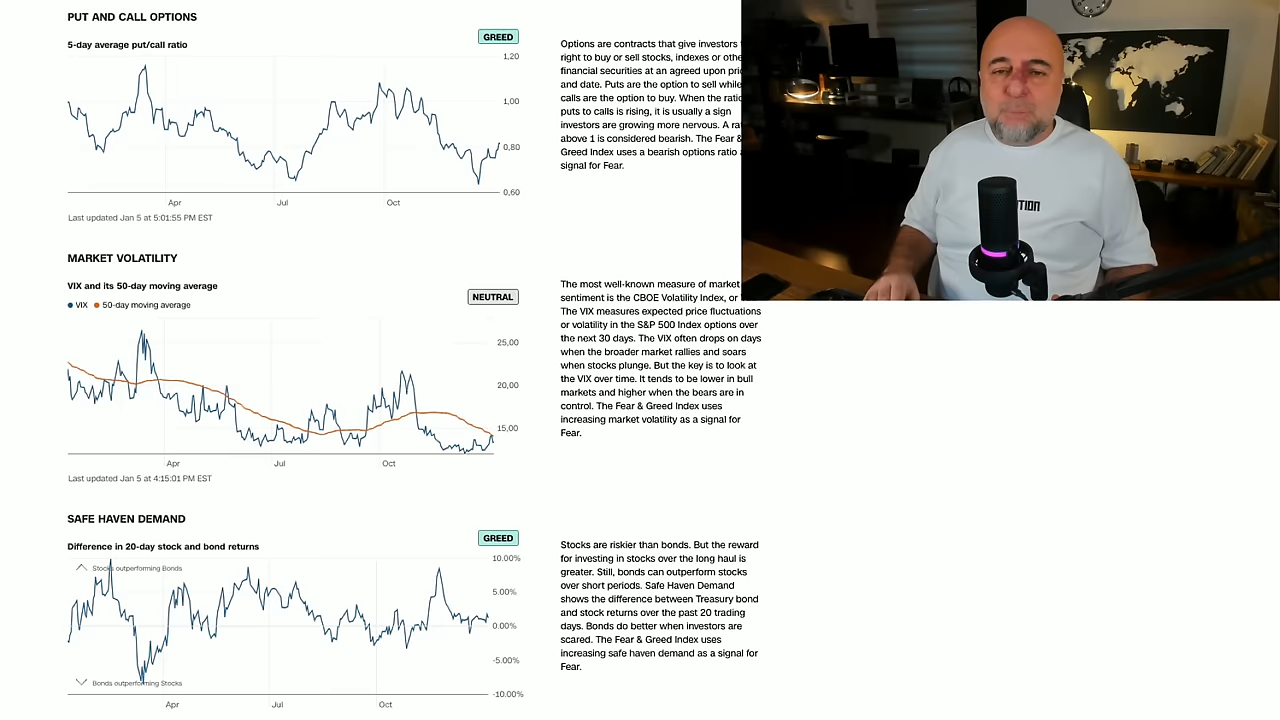 PUT AND CALL OPTIONS
GREED
5-day average put/call ratio
1,20
1,00
0,80
0,60
Apr
Jul
Oct
Last updated Jan 5 at 5:01:55 PM EST
Options are contracts that give investors
right to buy or sell stocks, indexes or othe
financial securities at an agreed upon pric
and date. Puts are the option to sell while
calls are the option to buy. When the ratio
puts to calls is rising, it is usually a sign
investors are growing more nervous. A ra
above 1 is considered bearish. The Fear &
Greed Index uses a bearish options ratio
signal for Fear.
MARKET VOLATILITY
VIX and its 50-day moving average
NEUTRAL
VIX
50-day moving average
25,00
20,00
15,00
Apr
Jul
Oct
Last updated Jan 5 at 4:15:01 PM EST
The most well-known measure of market
sentiment is the CBOE Volatility Index, or
The VIX measures expected price fluctuations
or volatility in the S&P 500 Index options over
the next 30 days. The VIX often drops on days
when the broader market rallies and soars
when stocks plunge. But the key is to look at
the VIX over time. It tends to be lower in bull
markets and higher when the bears are in
control. The Fear & Greed Index uses
increasing market volatility as a signal for
Fear.
SAFE HAVEN DEMAND
GREED
Difference in 20-day stock and bond returns
Stocks outperforming Bonds
10.00%
5.00%
0.00%
-5.00%
-10.00%
Bonds outperforming Stocks
Apr
Jul
Oct
Stocks are riskier than bonds. But the reward
for investing in stocks over the long haul is
greater. Still, bonds can outperform stocks
over short periods. Safe Haven Demand
shows the difference between Treasury bond
and stock returns over the past 20 trading
days. Bonds do better when investors are
scared. The Fear & Greed Index uses
increasing safe haven demand as a signal for
Fear.